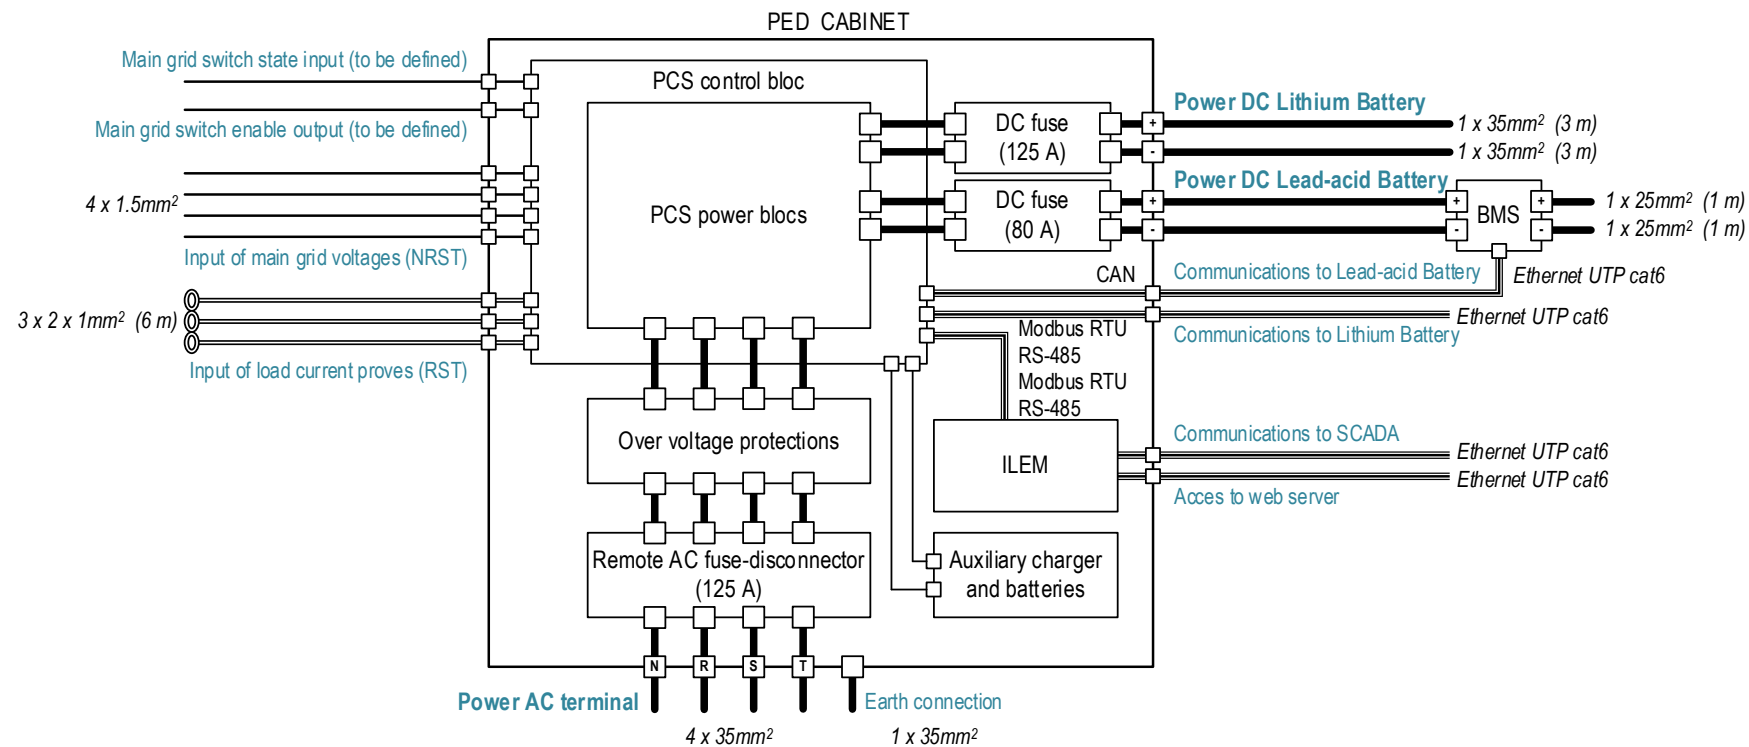 PED CABINET
Main grid switch state input (to be defined)
PCS control bloc
Main grid switch enable output (to be defined)
4 x 1.5mm²
Input of main grid voltages (NRST)
3 x 2 x 1mm² (6 m)
Input of load current proves (RST)
PCS power blocs
DC fuse
(125 A)
Power DC Lithium Battery
+
1 x 35mm² (3 m)
-
1 x 35mm² (3 m)
DC fuse
(80 A)
Power DC Lead-acid Battery
+
-
+
-
BMS
+
-
1 x 25mm² (1 m)
1 x 25mm² (1 m)
CAN
Communications to Lead-acid Battery
Ethernet UTP cat6
Ethernet UTP cat6
Communications to Lithium Battery
Modbus RTU
RS-485
Modbus RTU
RS-485
Over voltage protections
ILEM
Communications to SCADA
Ethernet UTP cat6
Ethernet UTP cat6
Acces to web server
Remote AC fuse-disconnector
(125 A)
Auxiliary charger
and batteries
N R S T
Power AC terminal
Earth connection
4 x 35mm²
1 x 35mm²